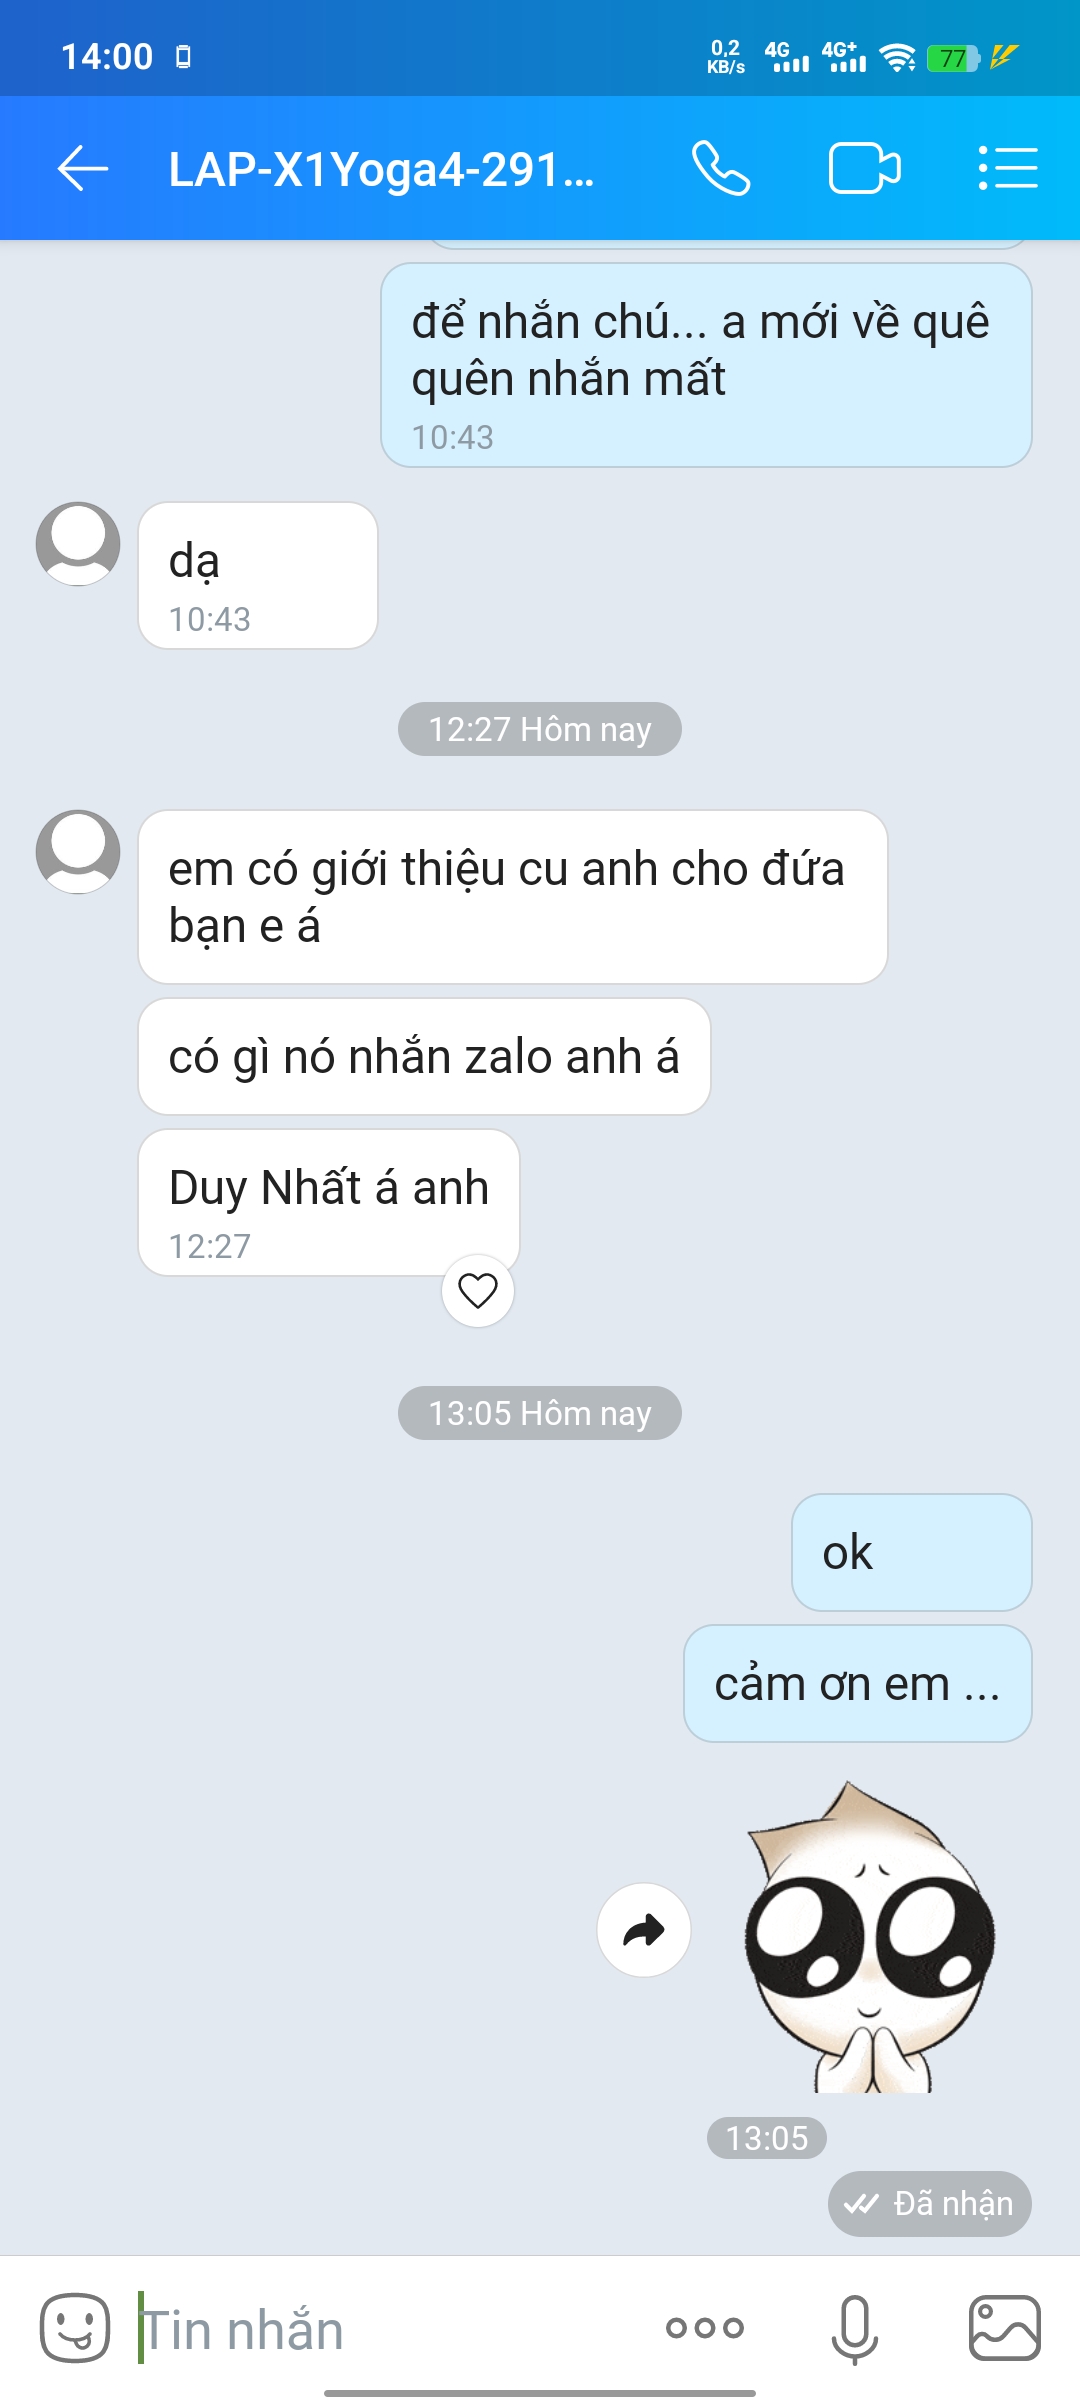 14:00
0,2
KB/s
4G
4G+
77
LAP-X1Yoga4-291...
để nhắn chú... a mới về quê
quên nhắn mất
10:43
dạ
10:43
12:27 Hôm nay
em có giới thiệu cu anh cho đứa
bạn e á
có gì nó nhắn zalo anh á
Duy Nhất á anh
12:27
13:05 Hôm nay
ok
cảm ơn em ...
13:05
Đã nhận
Tin nhắn